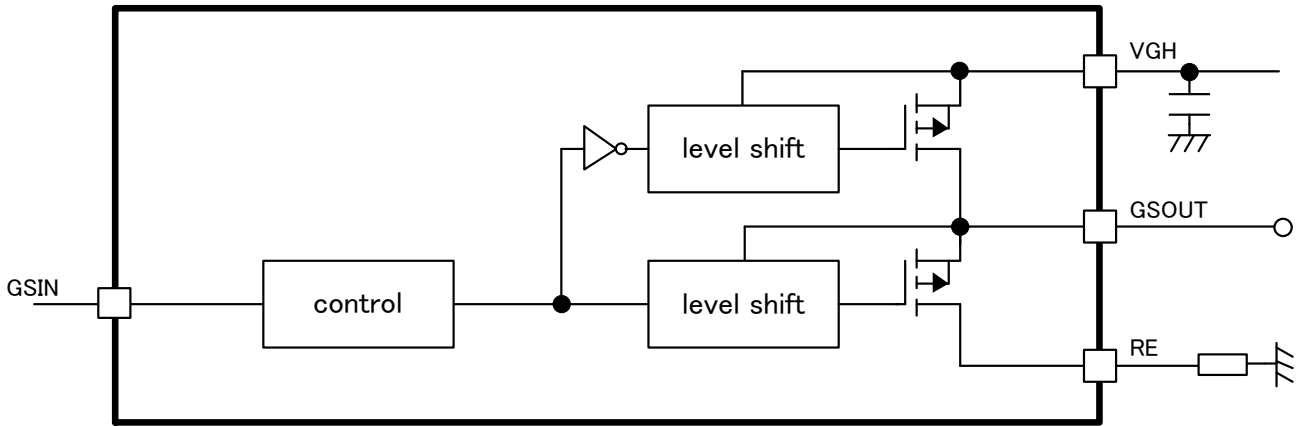 VGH
level shift
GSOUT
GSIN
control
level shift
RE